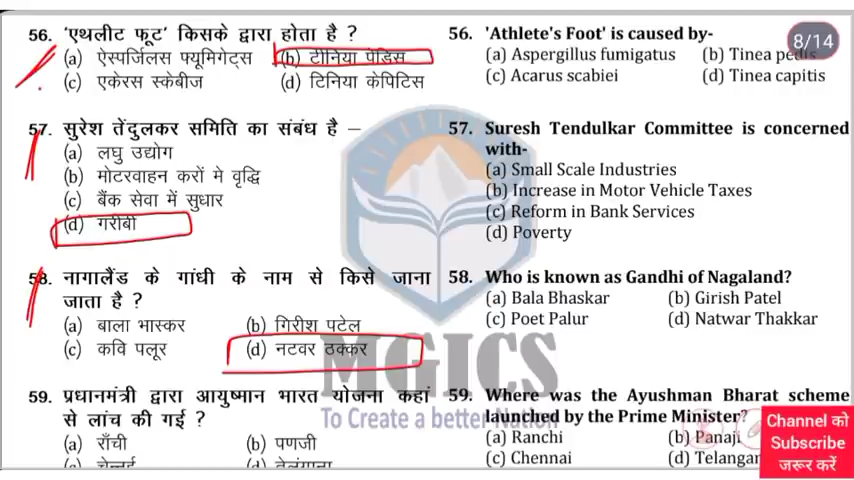 56. 'एथलीट फूट' किसके द्वारा होता है ?
(a) ऐस्पर्जिलस फ्यूमिगेट्स (b) टीनिया पेडिस
(c) एकेरस स्केबीज (d) टिनिया केपिटिस
57. सुरेश तेंदुलकर समिति का संबंध है –
(a) लघु उद्योग
(b) मोटरवाहन करों मे वृद्धि
(c) बैंक सेवा में सुधार
(d) गरीबी
58. नागालैंड के गांधी के नाम से किसे जाना
जाता है ?
(a) बाला भास्कर (b) गिरीश पटेल
(c) कवि पलूर (d) नटवर ठक्कर
59. प्रधानमंत्री द्वारा आयुष्मान भारत योजना कहां
से लांच की गई ?
(a) राँची (b) पणजी
(c) चेन्नई (d) तेलंगाना
56. 'Athlete's Foot' is caused by-
(a) Aspergillus fumigatus (b) Tinea pedis
(c) Acarus scabiei (d) Tinea capitis
57. Suresh Tendulkar Committee is concerned
with-
(a) Small Scale Industries
(b) Increase in Motor Vehicle Taxes
(c) Reform in Bank Services
(d) Poverty
58. Who is known as Gandhi of Nagaland?
(a) Bala Bhaskar (b) Girish Patel
(c) Poet Palur (d) Natwar Thakkar
59. Where was the Ayushman Bharat scheme
launched by the Prime Minister?
(a) Ranchi (b) Panaji
(c) Chennai (d) Telangan
8/14
MGICS
To Create a better Nation
Channel को
Subscribe
जरूर करें